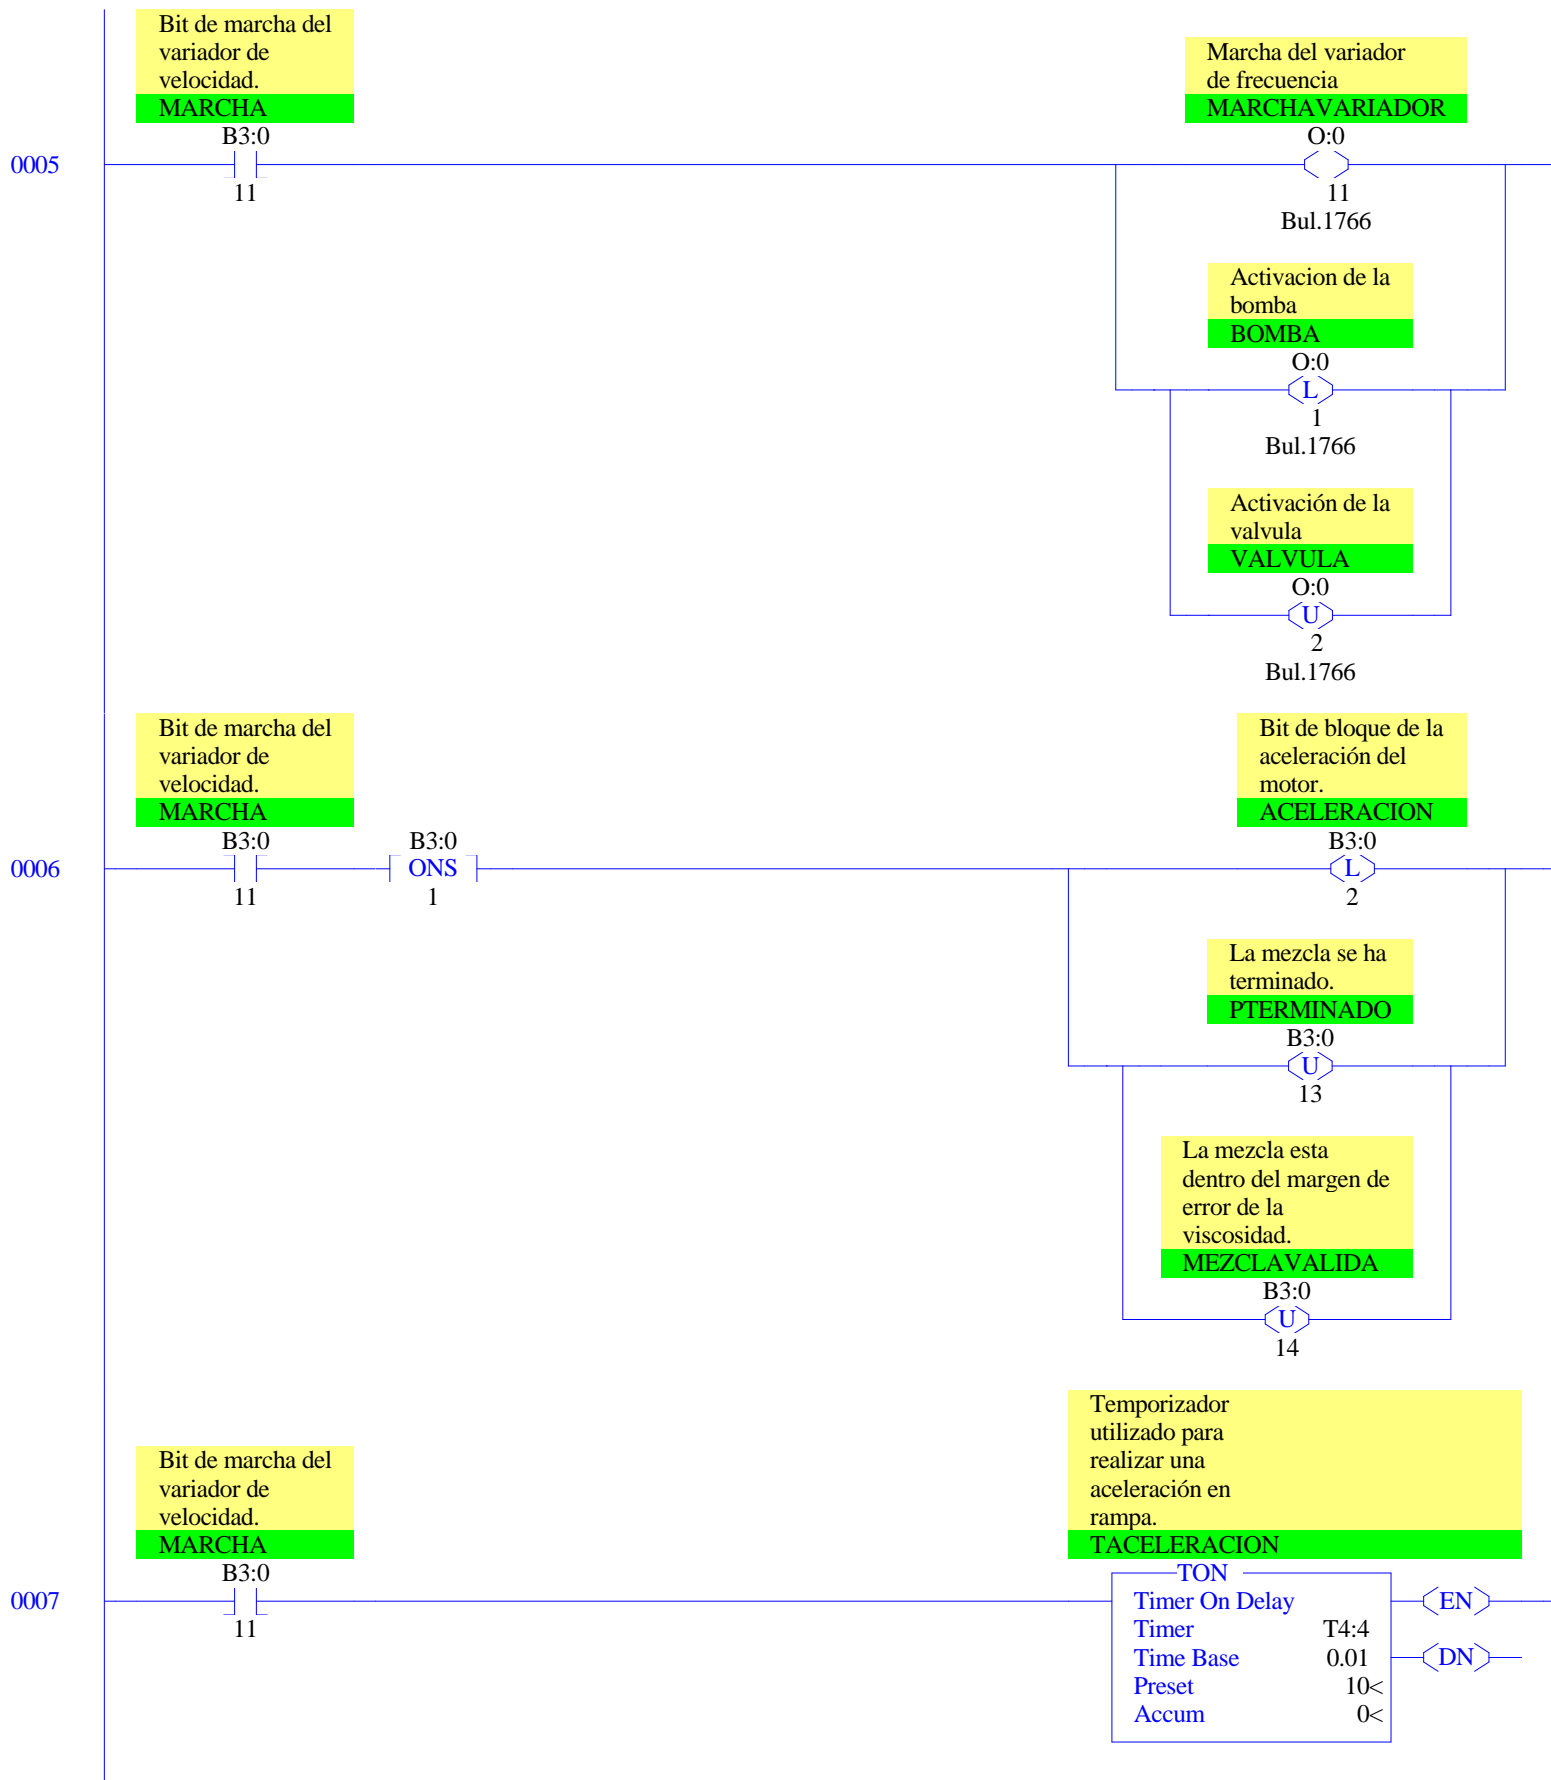 Bit de marcha del
variador de
velocidad.
MARCHA
B3:0
11
0005
Marcha del variador
de frecuencia
MARCHAVARIADOR
O:0
11
Bul.1766
Activacion de la
bomba
BOMBA
O:0
L
1
Bul.1766
Activación de la
valvula
VALVULA
O:0
U
2
Bul.1766
0006
Bit de marcha del
variador de
velocidad.
MARCHA
B3:0
11
B3:0
ONS
1
Bit de bloque de la
aceleración del
motor.
ACELERACION
B3:0
L
2
La mezcla se ha
terminado.
PTERMINADO
B3:0
U
13
La mezcla esta
dentro del margen de
error de la
viscosidad.
MEZCLAVALIDA
B3:0
U
14
0007
Bit de marcha del
variador de
velocidad.
MARCHA
B3:0
11
Temporizador
utilizado para
realizar una
aceleración en
rampa.
TACELERACION
TON
Timer On Delay
Timer T4:4
Time Base 0.01
Preset 10<
Accum 0<
EN
DN